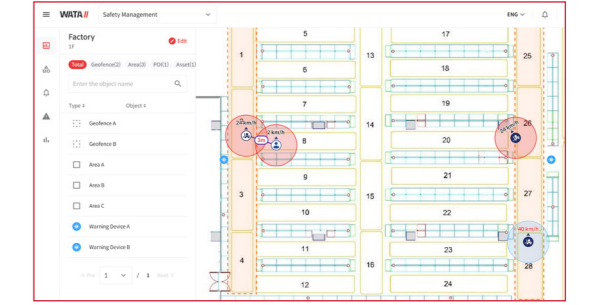 WATA
Safety Management
ENG
Factory
1F
Edit
Total Geofence(2) Area(3) POI(1) Asset(1)
Enter the object name
Type Object
Geofence A
Geofence B
Area A
Area B
Area C
Warning Device A
Warning Device B
< Pre 1 / 1 Next >
5 17
1 13 25
6 18
7 19
2 km/h
14 26
3m
8 20
9 21
3 15 27
10 22
40 km/h
11 23
4 16 28
12 24